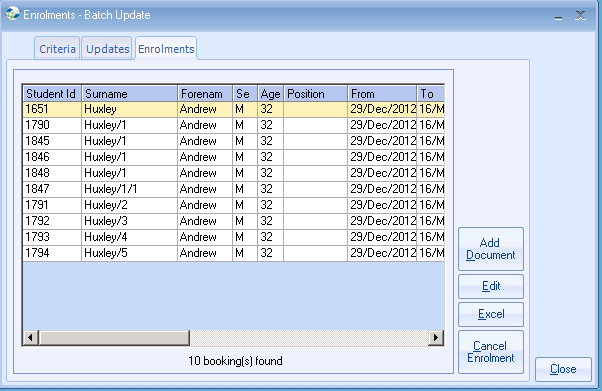 Enrolments - Batch Update
Criteria Updates Enrolments
Student Id Surname Forenam Se Age Position From To
1651 Huxley Andrew M 32 29/Dec/2012 16/M
1790 Huxley/1 Andrew M 32 29/Dec/2012 16/M
1845 Huxley/1 Andrew M 32 29/Dec/2012 16/M
1846 Huxley/1 Andrew M 32 29/Dec/2012 16/M
1848 Huxley/1 Andrew M 32 29/Dec/2012 16/M
1847 Huxley/1/1 Andrew M 32 29/Dec/2012 16/M
1791 Huxley/2 Andrew M 32 29/Dec/2012 16/M
1792 Huxley/3 Andrew M 32 29/Dec/2012 16/M
1793 Huxley/4 Andrew M 32 29/Dec/2012 16/M
1794 Huxley/5 Andrew M 32 29/Dec/2012 16/M
10 booking(s) found
Add
Document
Edit
Excel
Cancel
Enrolment
Close